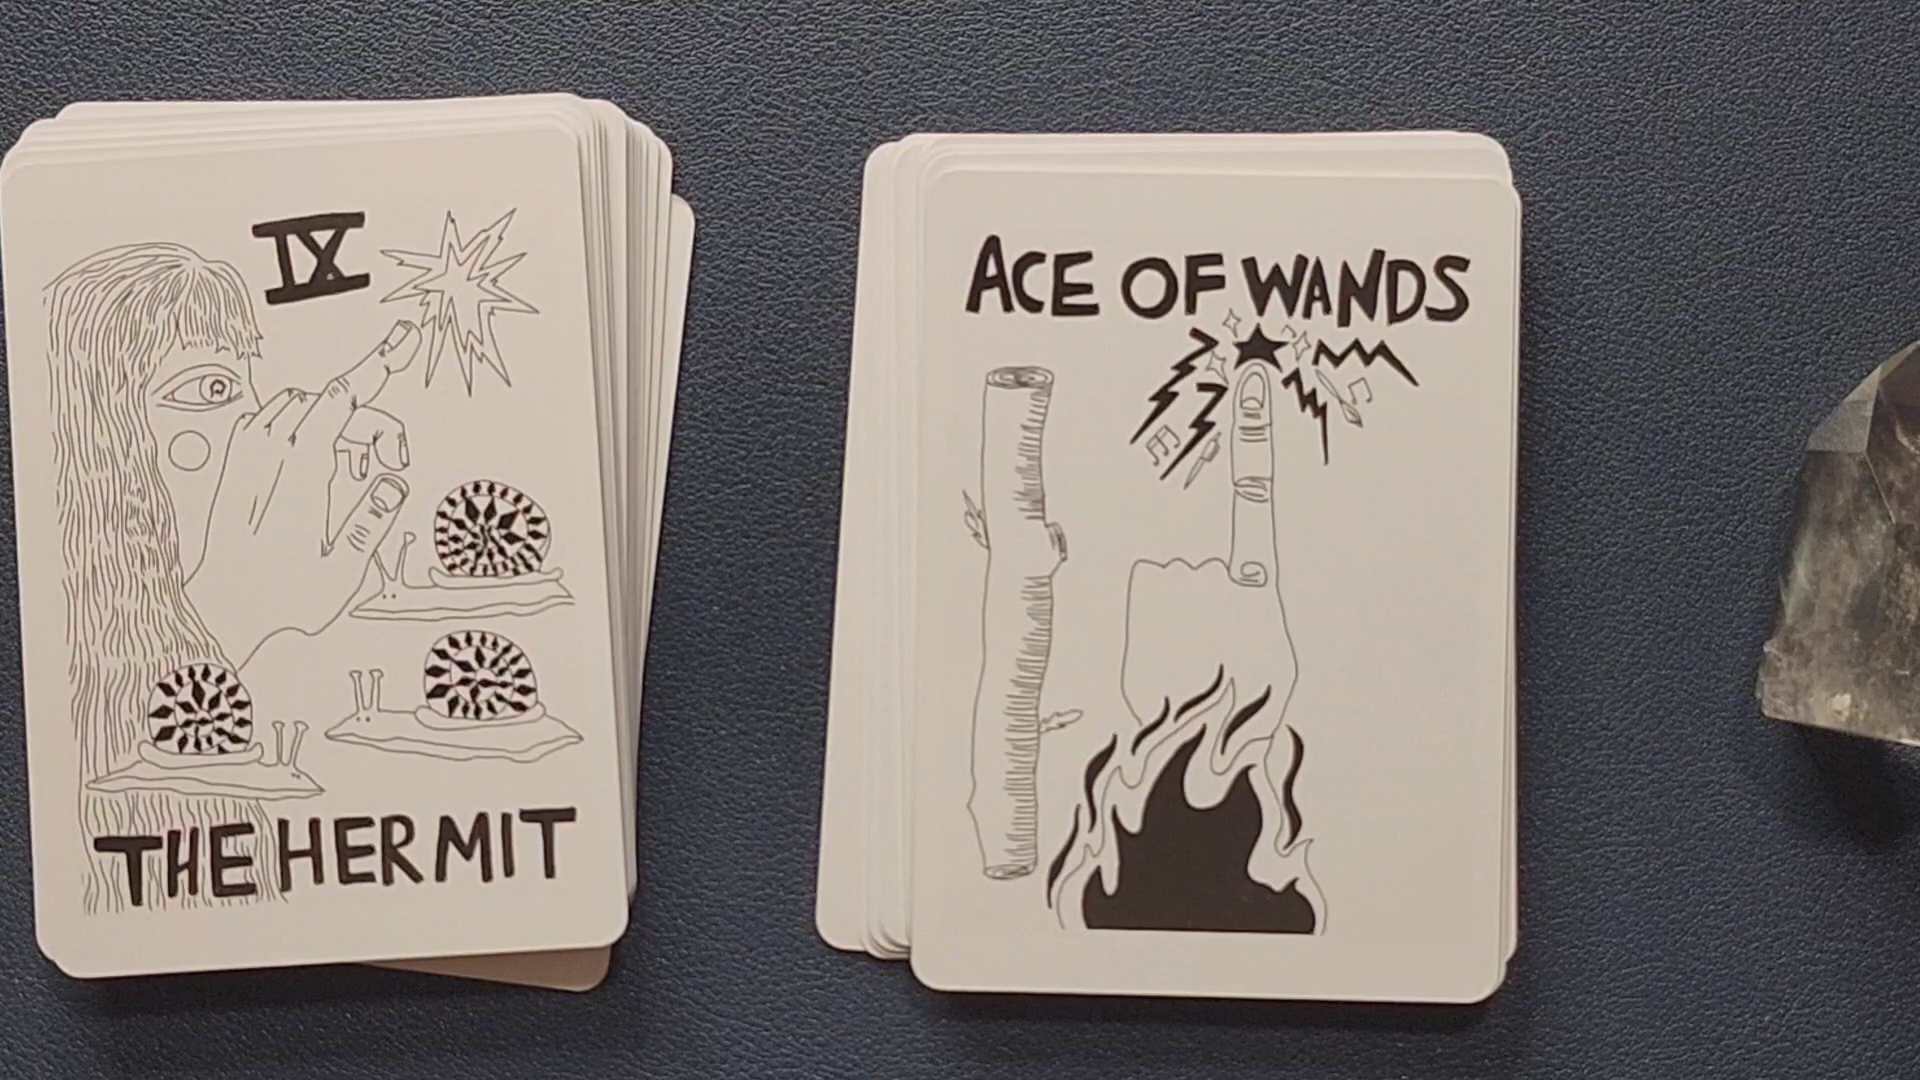 IX
THE HERMIT
ACE OF WANDS